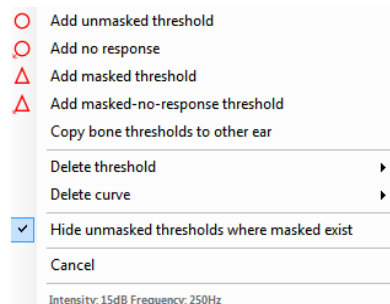 Add unmasked threshold
Add no response
Add masked threshold
Add masked-no-response threshold
Copy bone thresholds to other ear
Delete threshold
Delete curve
Hide unmasked thresholds where masked exist
Cancel
Intensity: 15dB Frequency: 250Hz